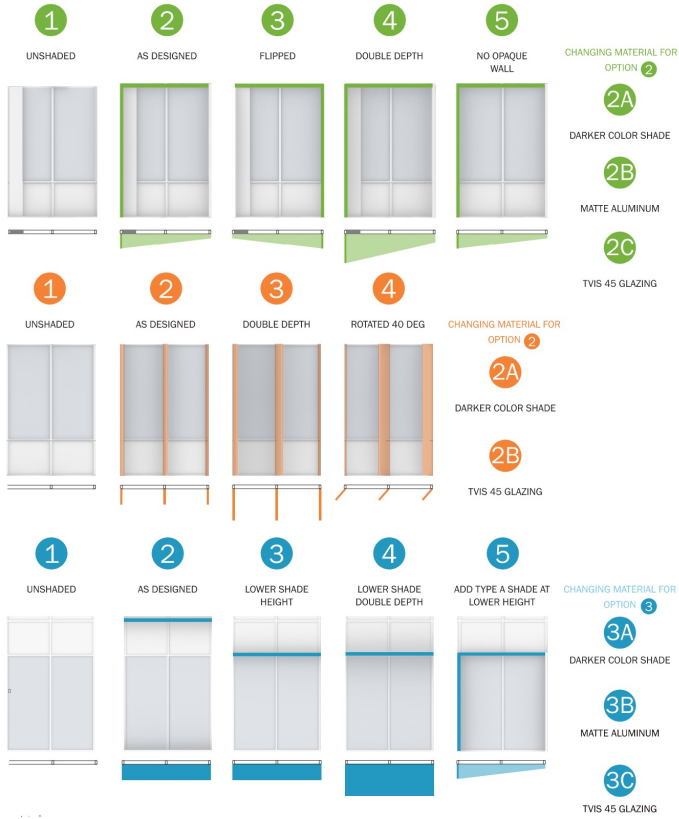 1 2 3 4 5
UNSHADED AS DESIGNED FLIPPED DOUBLE DEPTH NO OPAQUE
WALL
CHANGING MATERIAL FOR
OPTION 2
2A
DARKER COLOR SHADE
2B
MATTE ALUMINUM
2C
TVIS 45 GLAZING
1 2 3 4
UNSHADED AS DESIGNED DOUBLE DEPTH ROTATED 40 DEG
CHANGING MATERIAL FOR
OPTION 2
2A
DARKER COLOR SHADE
2B
TVIS 45 GLAZING
1 2 3 4 5
UNSHADED AS DESIGNED LOWER SHADE
HEIGHT
LOWER SHADE
DOUBLE DEPTH
ADD TYPE A SHADE AT
LOWER HEIGHT
CHANGING MATERIAL FOR
OPTION 3
3A
DARKER COLOR SHADE
3B
MATTE ALUMINUM
3C
TVIS 45 GLAZING